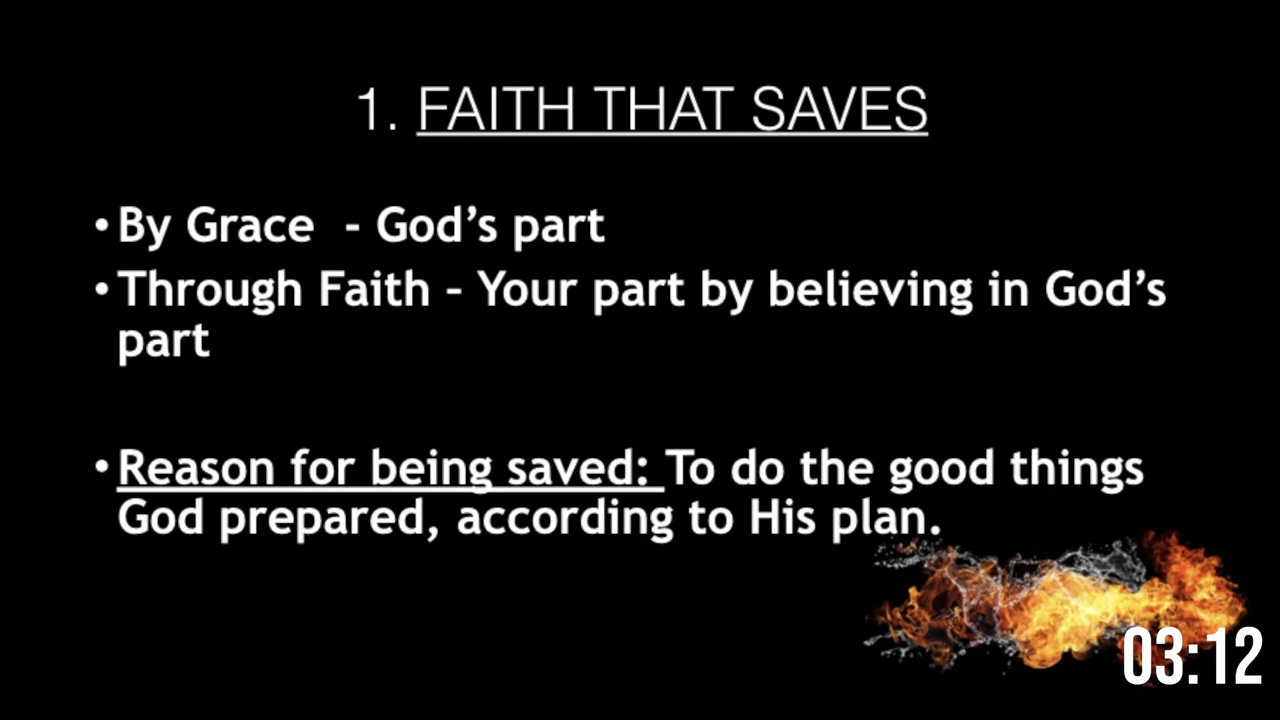 1. FAITH THAT SAVES
•By Grace  - God’s part
•Through Faith – Your part by believing in God’s
part
•Reason for being saved: To do the good things
God prepared, according to His plan.
03:12